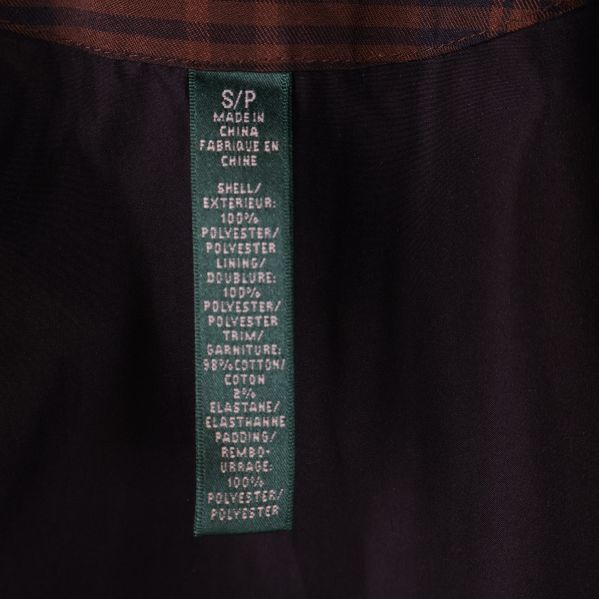 S/P
MADE IN
CHINA
FABRIQUE EN
CHINE
SHELL/
EXTERIEUR:
100%
POLYESTER/
POLYESTER
LINING/
DOUBLURE:
100%
POLYESTER/
POLYESTER
TRIM/
GARNITURE:
98%COTTON/
COTON
2%
ELASTANE/
ELASTHANNE
PADDING/
REMBO-
URRAGE:
100%
POLYESTER/
POLYESTER